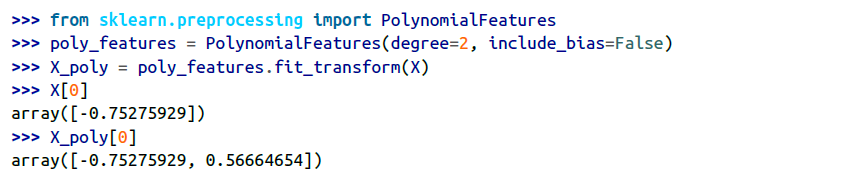 >>> from sklearn.preprocessing import PolynomialFeatures
>>> poly_features = PolynomialFeatures(degree=2, include_bias=False)
>>> X_poly = poly_features.fit_transform(X)
>>> X[0]
array([-0.75275929])
>>> X_poly[0]
array([-0.75275929, 0.56664654])